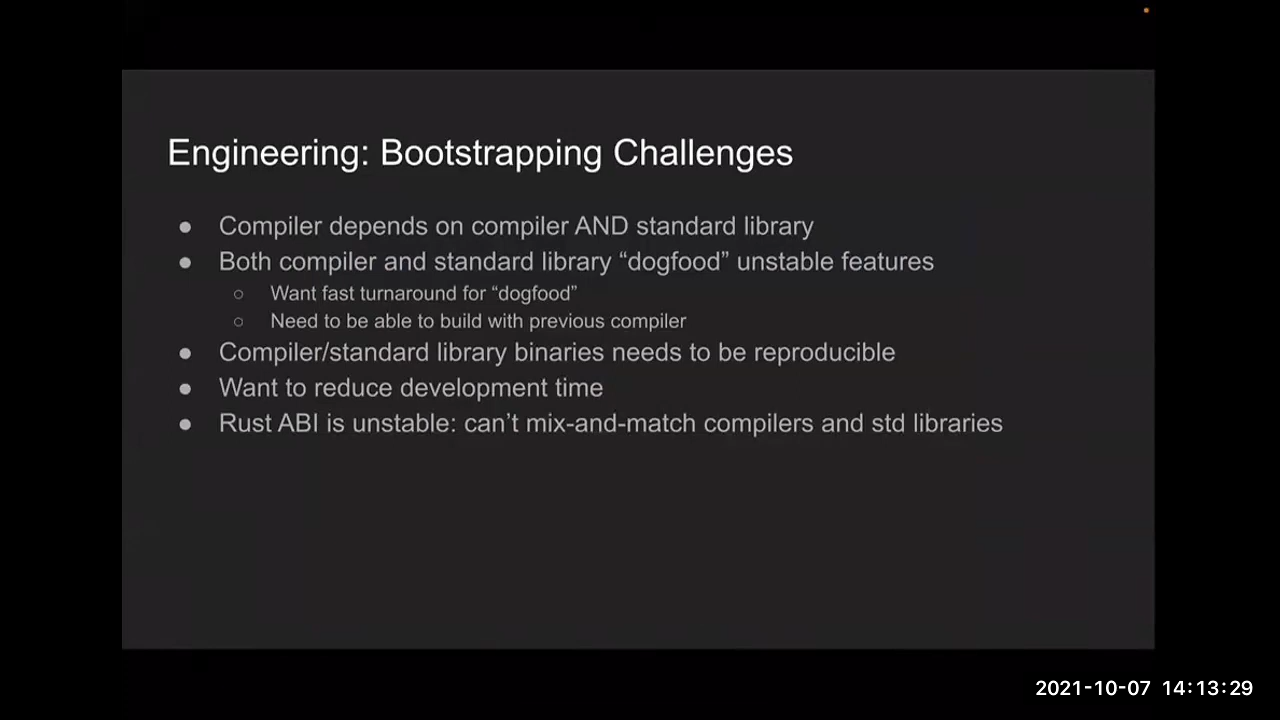 Engineering: Bootstrapping Challenges
● Compiler depends on compiler AND standard library
● Both compiler and standard library “dogfood” unstable features
○ Want fast turnaround for “dogfood”
○ Need to be able to build with previous compiler
● Compiler/standard library binaries needs to be reproducible
● Want to reduce development time
● Rust ABI is unstable: can’t mix-and-match compilers and std libraries
2021-10-07 14:13:29